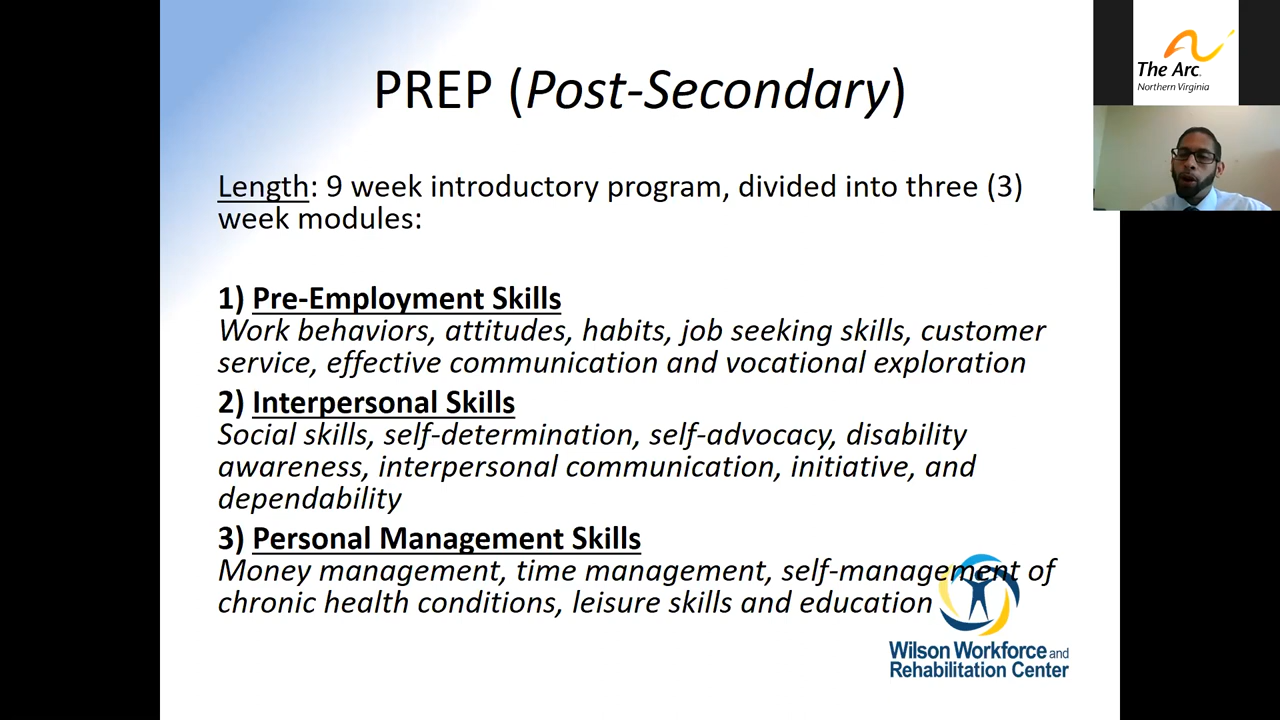 The Arc.
Northern Virginia
PREP (Post-Secondary)
Length: 9 week introductory program, divided into three (3)
week modules:
1) Pre-Employment Skills
Work behaviors, attitudes, habits, job seeking skills, customer
service, effective communication and vocational exploration
2) Interpersonal Skills
Social skills, self-determination, self-advocacy, disability
awareness, interpersonal communication, initiative, and
dependability
3) Personal Management Skills
Money management, time management, self-management of
chronic health conditions, leisure skills and education
Wilson Workforce and
Rehabilitation Center